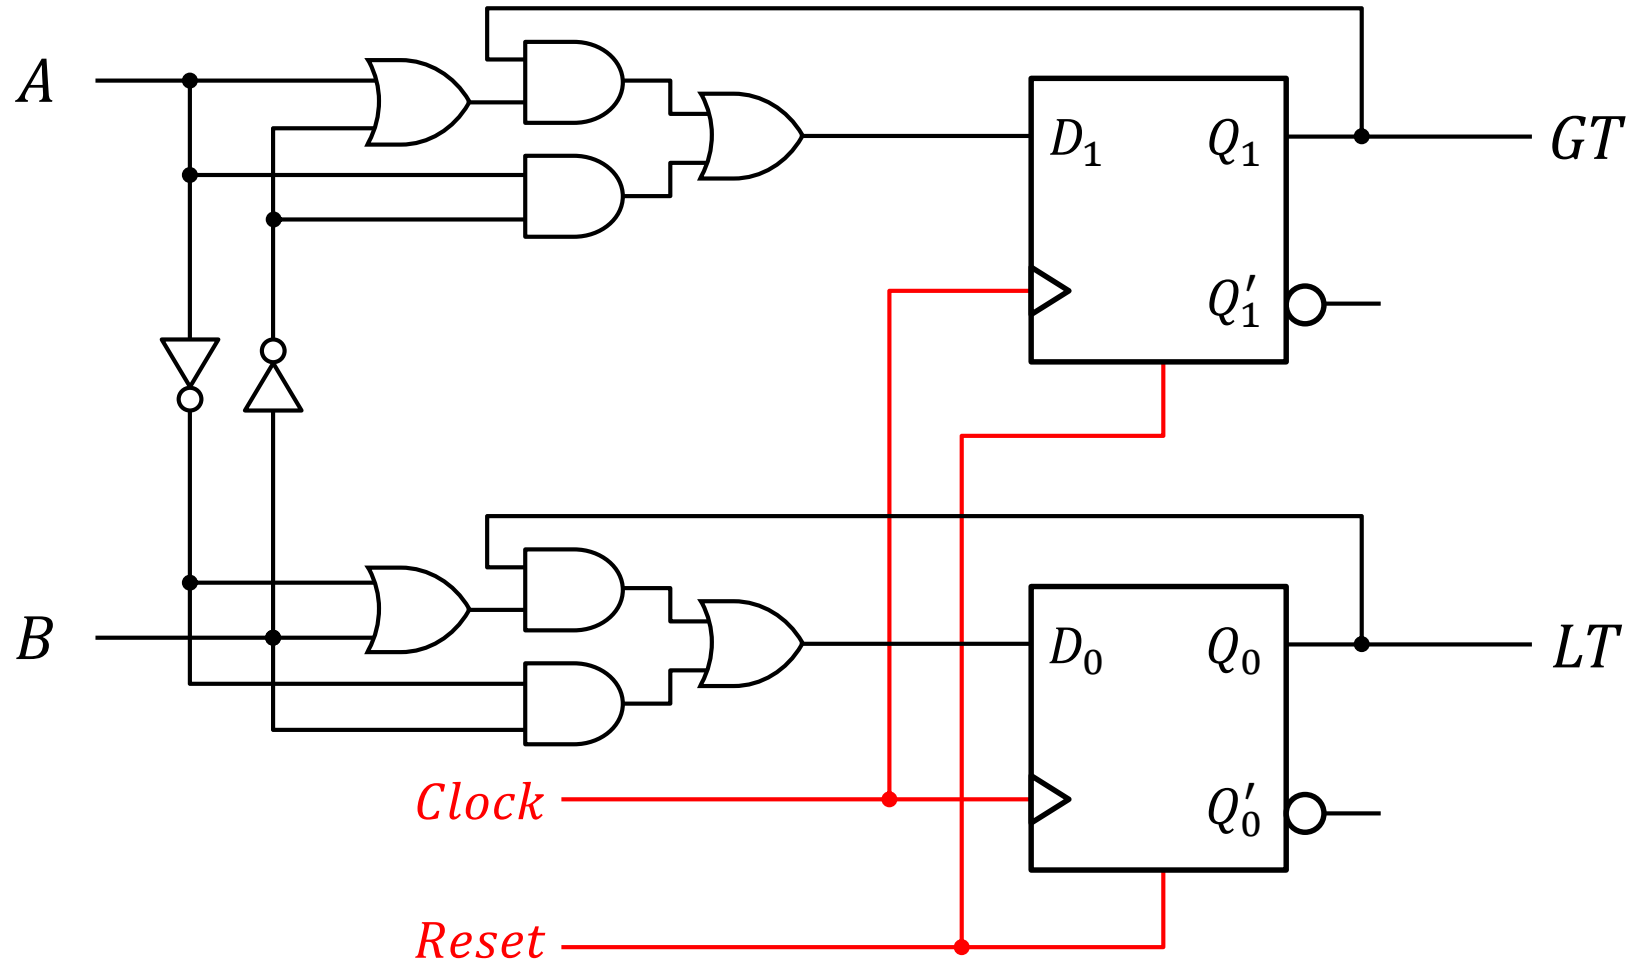 A
D₁
Q₁
GT
Q₁′
B
D₀
Q₀
LT
Clock
Q₀′
Reset